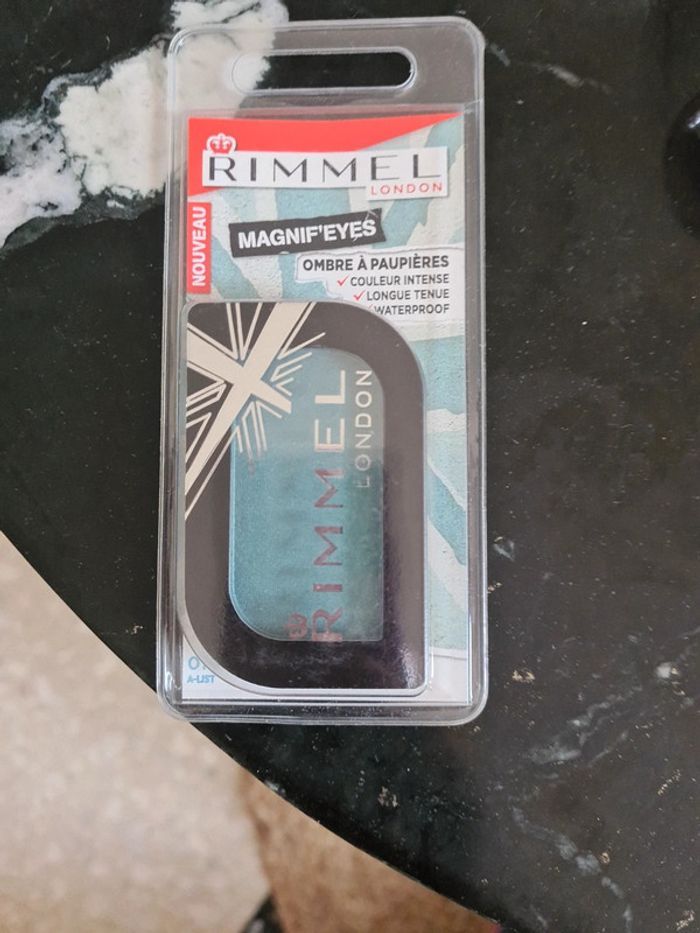 RIMMEL
LONDON
NOUVEAU
MAGNIF'EYES
OMBRE À PAUPIÈRES
COULEUR INTENSE
LONGUE TENUE
WATERPROOF
RIMMEL
LONDON
A-LIST